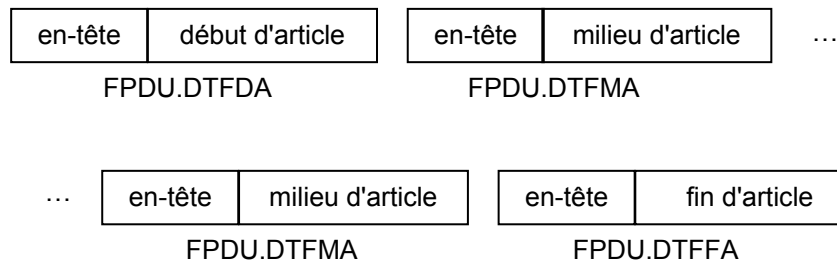 en-tête début d'article en-tête milieu d'article …
FPDU.DTFDA FPDU.DTFMA
… en-tête milieu d'article en-tête fin d'article
FPDU.DTFMA FPDU.DTFFA